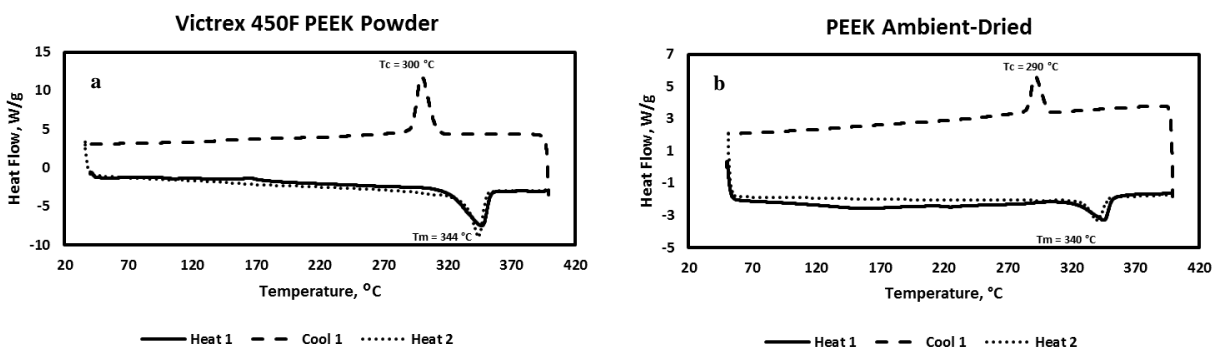 Victrex 450F PEEK Powder
15
10
5
0
-5
-10
Heat Flow, W/g
a
Tc = 300 °C
Tm = 344 °C
20 70 120 170 220 270 320 370 420
Temperature, °C
Heat 1 Cool 1 Heat 2
PEEK Ambient-Dried
7
5
3
1
-1
-3
-5
Heat Flow, W/g
b
Tc = 290 °C
Tm = 340 °C
20 70 120 170 220 270 320 370 420
Temperature, °C
Heat 1 Cool 1 Heat 2